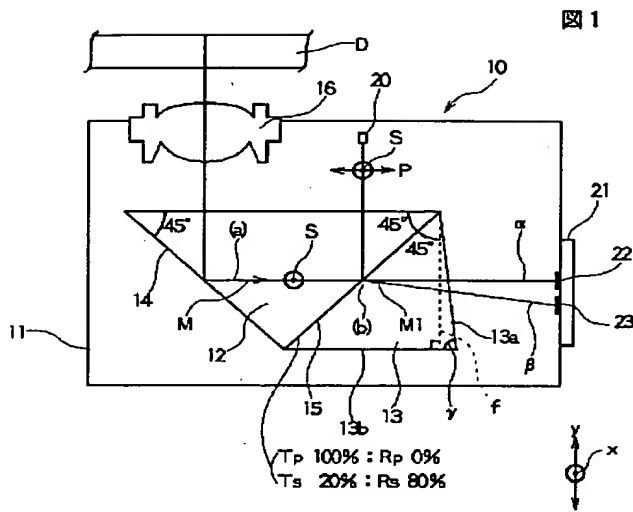 図1
D
10
16
20
S
P
21
45°
45°
45°
(a)
S
α
22
14
M
(b)
M1
23
13a
β
11
12
15
13b
13
γ
f
Tp 100% : Rp 0%
Ts 20% : Rs 80%
y
x